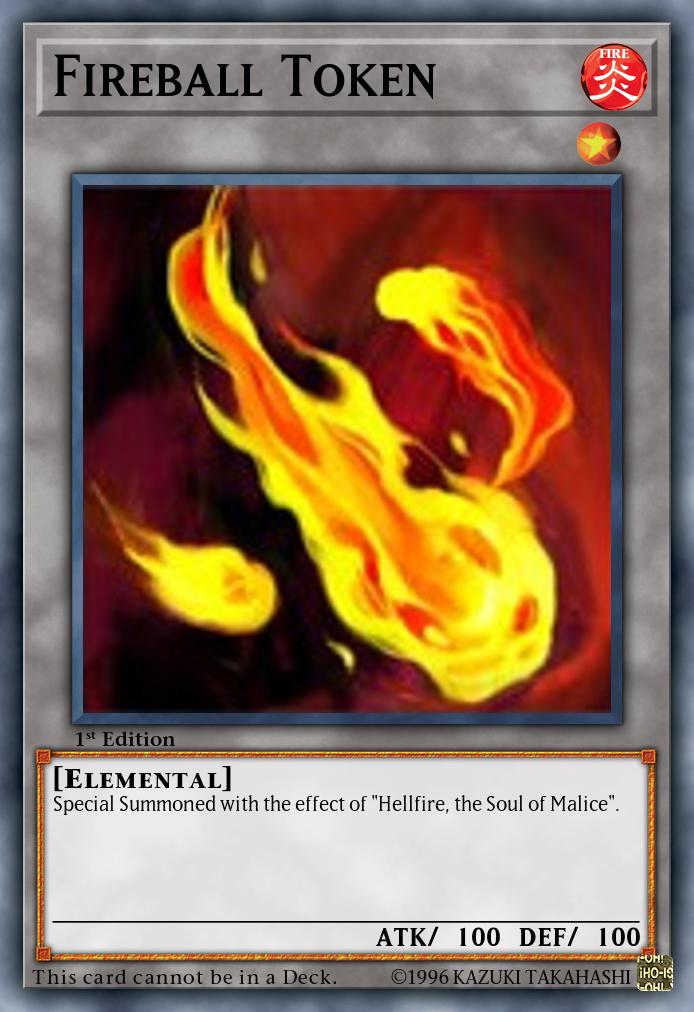 Fireball Token
FIRE
炎
1st Edition
[Elemental]
Special Summoned with the effect of "Hellfire, the Soul of Malice".
ATK/ 100 DEF/ 100
This card cannot be in a Deck.
©1996 KAZUKI TAKAHASHI